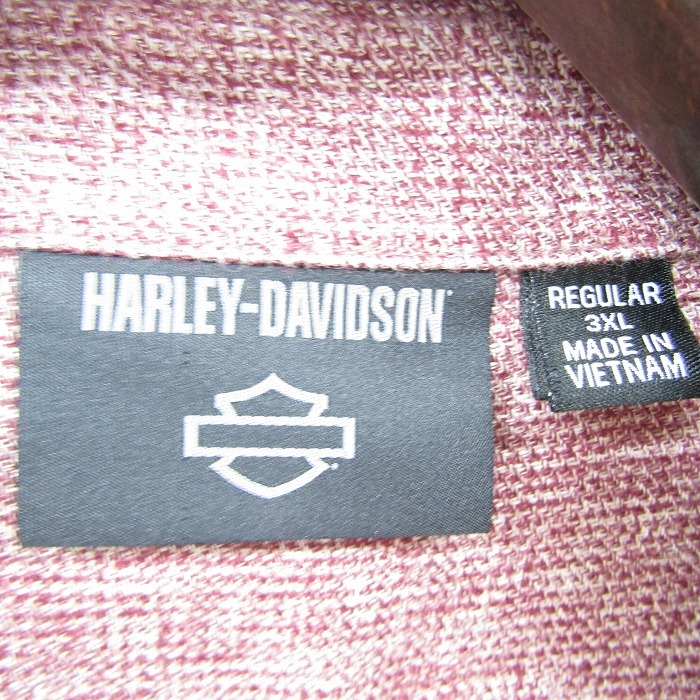 HARLEY-DAVIDSON
REGULAR
3XL
MADE IN
VIETNAM